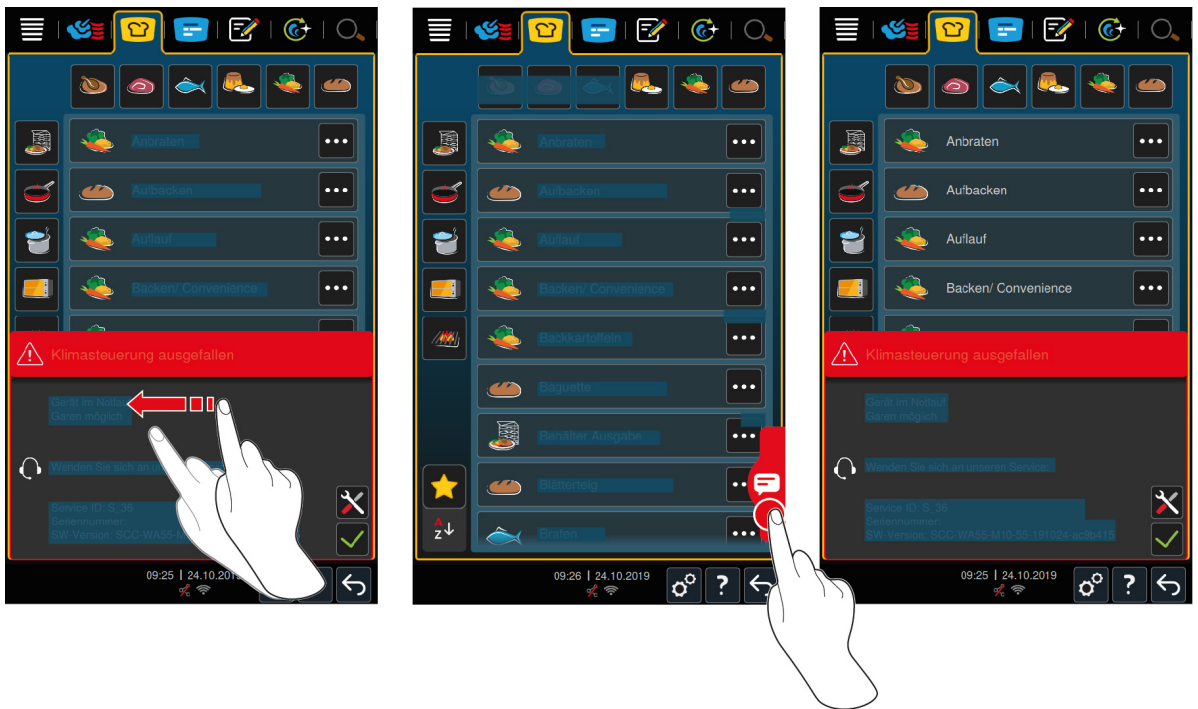 Anbraten
Aufbacken
Auflauf
Backen/ Convenience
Klimasteuerung ausgefallen
Gerät im Notlauf
Garen möglich
Wenden Sie sich an
Service ID: S_36
Seriennummer:
SW-Version: SCC-WA55-M
09:25 | 24.10.2019
Anbraten
Aufbacken
Auflauf
Backen/ Convenience
Backkartoffeln
Baguette
Behälter Ausgabe
Blätterteig
Braten
A
Z
09:26 | 24.10.2019
?
Anbraten
Aufbacken
Auflauf
Backen/ Convenience
Klimasteuerung ausgefallen
Gerät im Notlauf
Garen möglich
Wenden Sie sich an unseren Service:
Service ID: S_36
Seriennummer:
SW-Version: SCC-WA55-M10-55-191024-ac9b415
09:25 | 24.10.2019
?